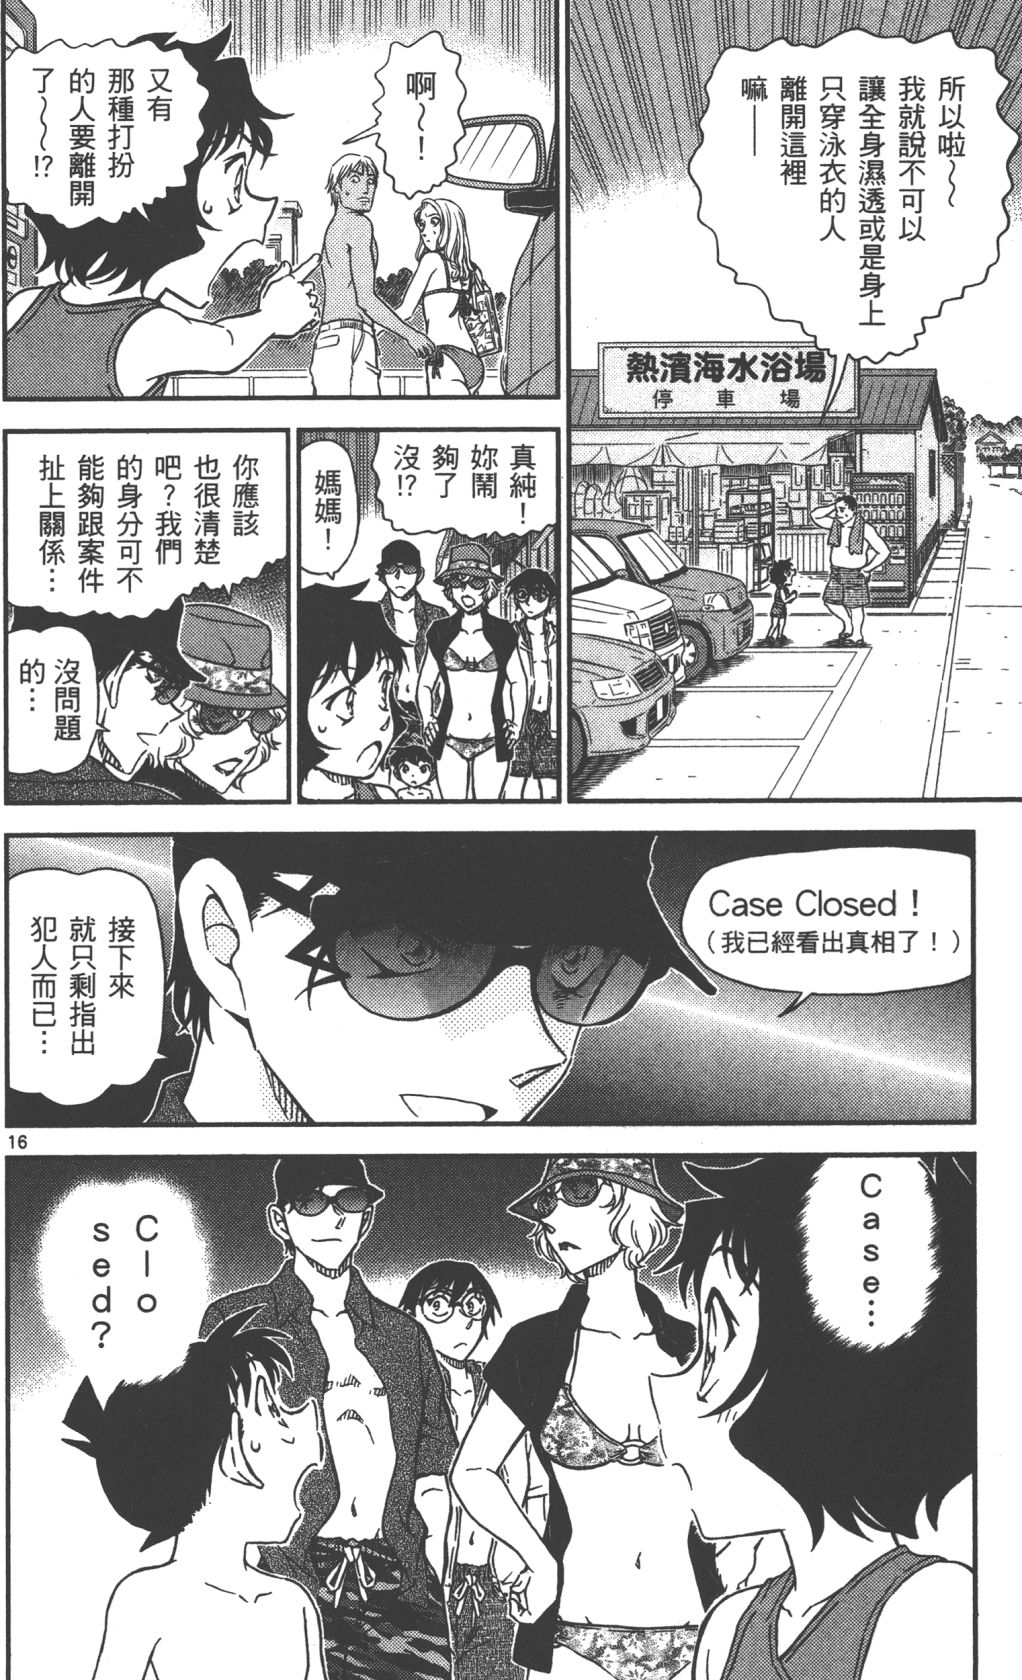 所以啦～
我就說不可以
讓全身濕透或是身上
只穿泳衣的人
離開這裡
嘛──
熱濱海水浴場
停車場
啊～！
又有
那種打扮
的人要離開
了～～!?
真純！
妳鬧
夠了
沒!?
媽媽！
你應該
也很清楚
吧？我們
的身分可不
能夠跟案件
扯上關係…
沒問題
的…
Case Closed！
（我已經看出真相了！）
接下來
就只剩指出
犯人而已…
16
Case…
Clo
sed?